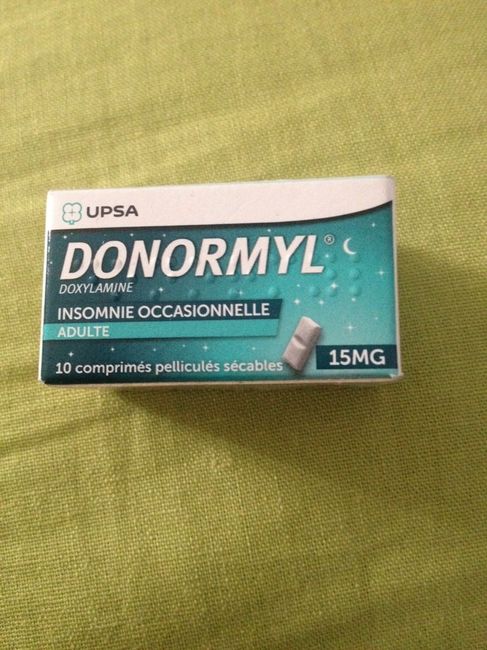 UPSA
DONORMYL®
DOXYLAMINE
INSOMNIE OCCASIONNELLE
ADULTE
10 comprimés pelliculés sécables
15MG